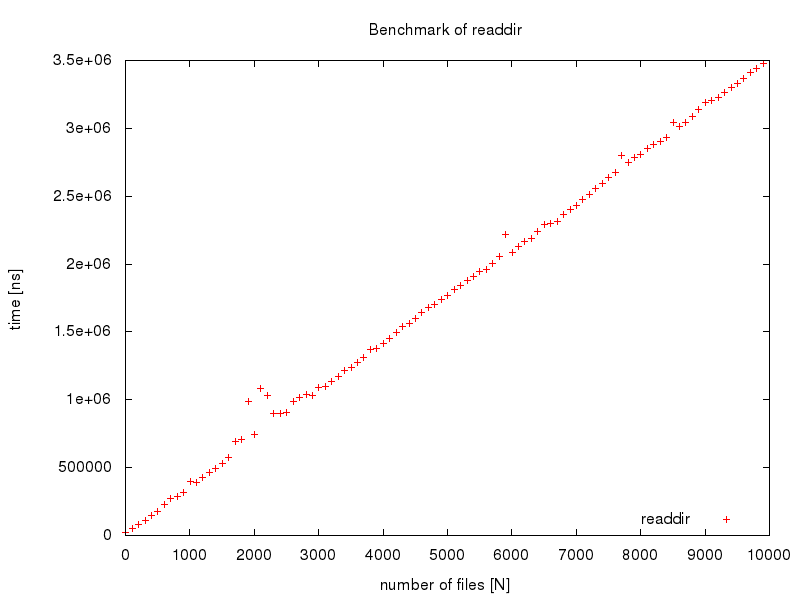 Benchmark of readdir
3.5e+06
3e+06
2.5e+06
2e+06
1.5e+06
1e+06
500000
0
time [ns]
readdir
0 1000 2000 3000 4000 5000 6000 7000 8000 9000 10000
number of files [N]